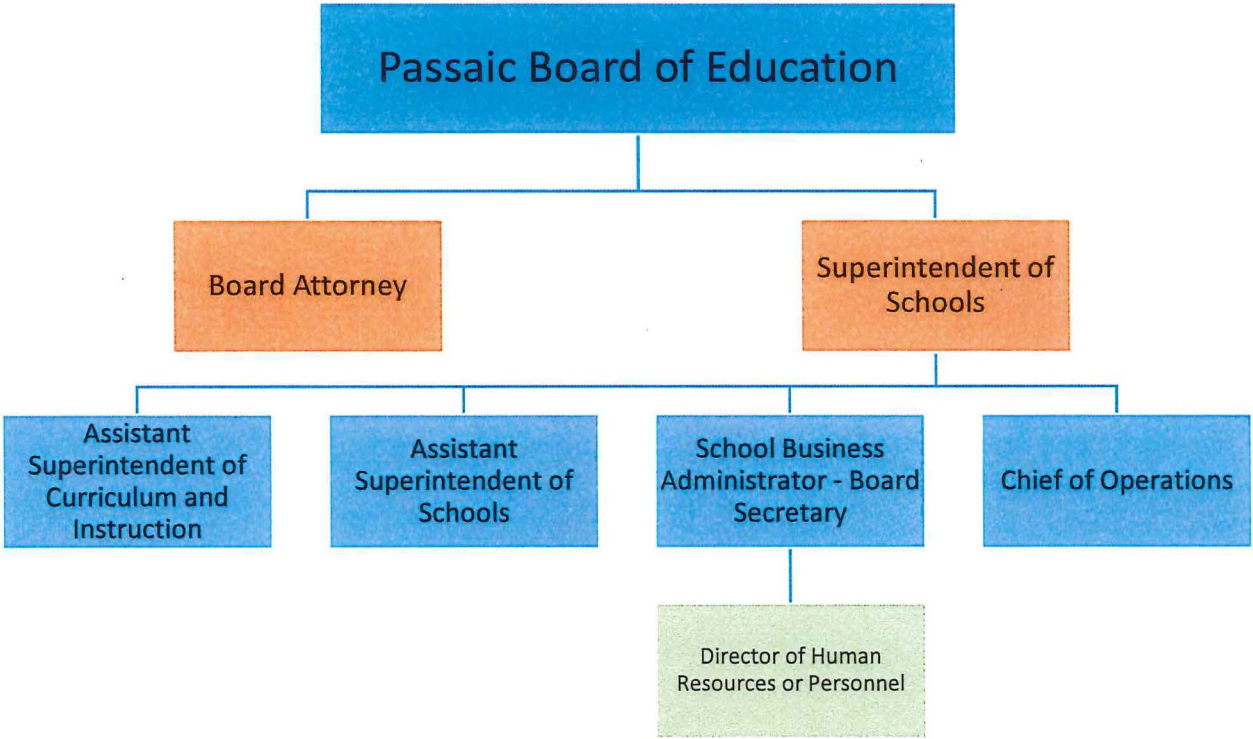 Passaic Board of Education
Board Attorney
Superintendent of
Schools
Assistant
Superintendent of
Curriculum and
Instruction
Assistant
Superintendent of
Schools
School Business
Administrator - Board
Secretary
Chief of Operations
Director of Human
Resources or Personnel